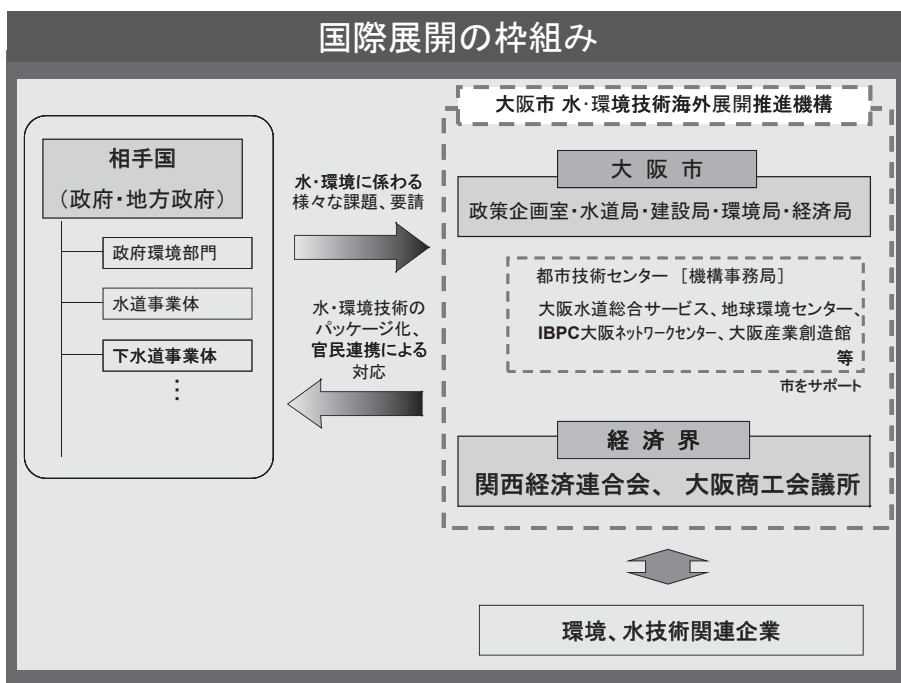 国際展開の枠組み
相手国
(政府・地方政府)
政府環境部門
水道事業体
下水道事業体
⋮
水・環境に係わる
様々な課題、要請
水・環境技術の
パッケージ化、
官民連携による
対応
大阪市 水・環境技術海外展開推進機構
大阪市
政策企画室・水道局・建設局・環境局・経済局
都市技術センター [機構事務局]
大阪水道総合サービス、地球環境センター、
IBPC大阪ネットワークセンター、大阪産業創造館
等
市をサポート
経済界
関西経済連合会、 大阪商工会議所
環境、水技術関連企業